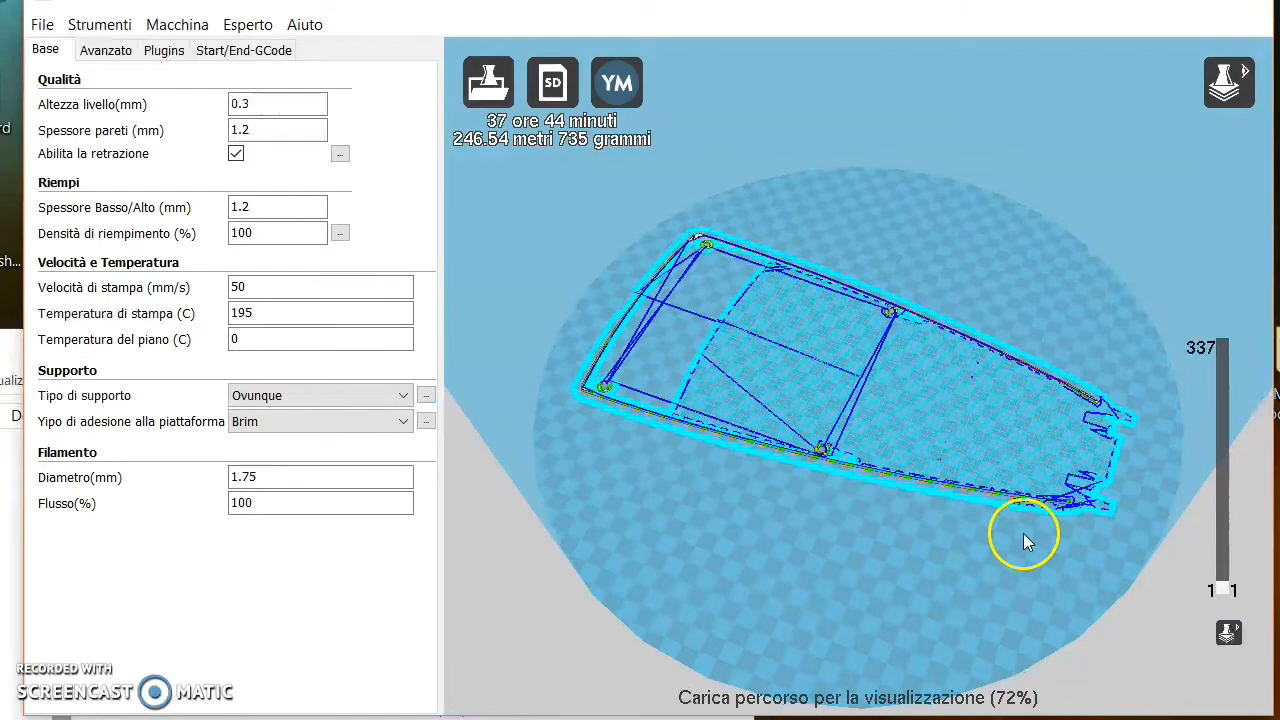 File Strumenti Macchina Esperto Aiuto
Base Avanzato Plugins Start/End-GCode
Qualità
Altezza livello(mm) 0.3
Spessore pareti (mm) 1.2
Abilita la retrazione ...
Riempi
Spessore Basso/Alto (mm) 1.2
Densità di riempimento (%) 100 ...
Velocità e Temperatura
Velocità di stampa (mm/s) 50
Temperatura di stampa (C) 195
Temperatura del piano (C) 0
Supporto
Tipo di supporto Ovunque ...
Yipo di adesione alla piattaforma Brim ...
Filamento
Diametro(mm) 1.75
Flusso(%) 100
SD YM
37 ore 44 minuti
246.54 metri 735 grammi
337
1 1
Carica percorso per la visualizzazione (72%)
RECORDED WITH
SCREENCAST MATIC